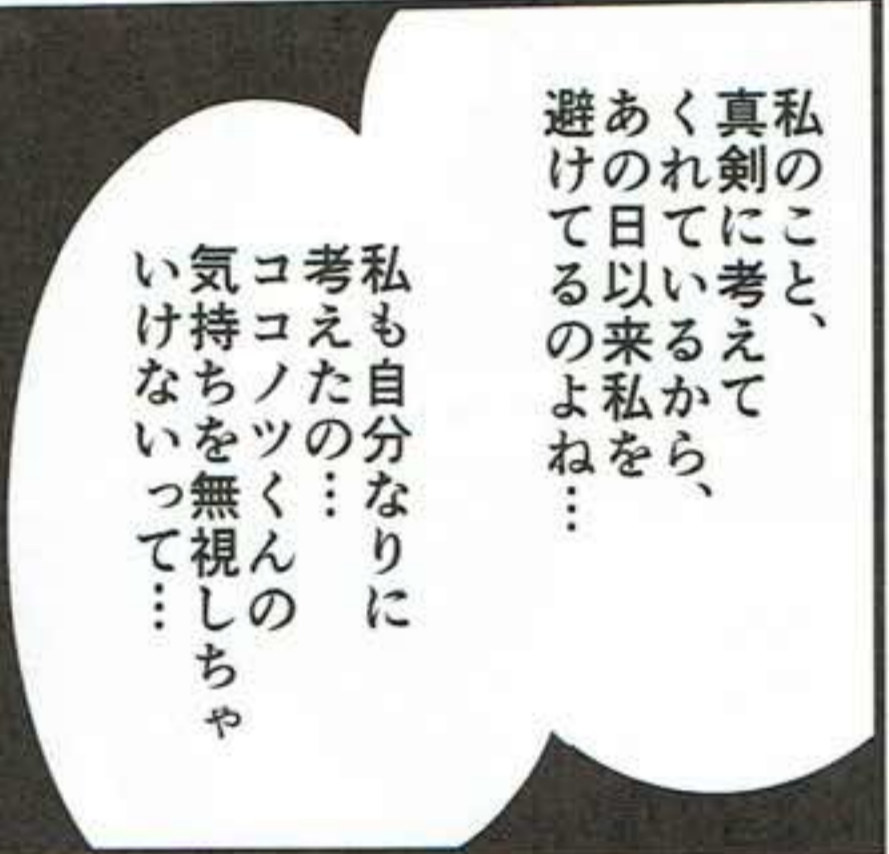 私のこと、
真剣に考えて
くれているから、
あの日以来私を
避けてるのよね…
私も自分なりに
考えたの…
ココノツくんの
気持ちを無視しちゃ
いけないって…